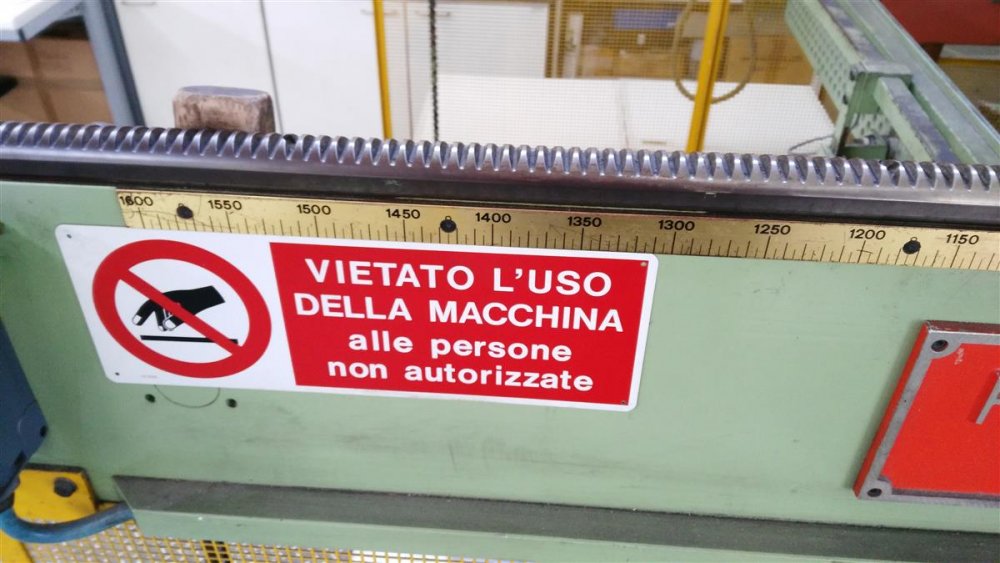 1600 1550 1500 1450 1400 1350 1300 1250 1200 1150
VIETATO L'USO
DELLA MACCHINA
alle persone
non autorizzate